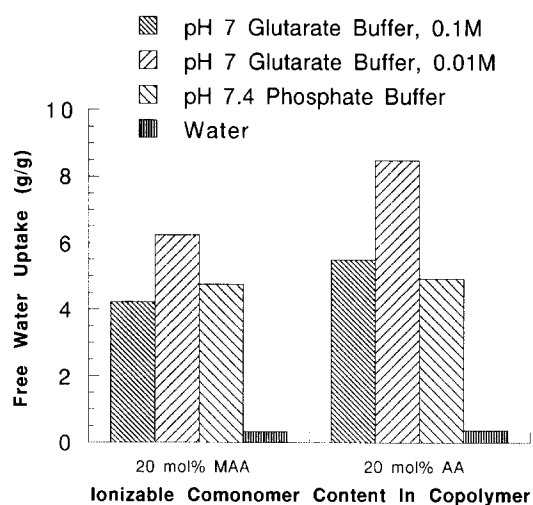 pH 7 Glutarate Buffer, 0.1M
pH 7 Glutarate Buffer, 0.01M
pH 7.4 Phosphate Buffer
Water
Free Water Uptake (g/g)
10
8
6
4
2
0
20 mol% MAA
20 mol% AA
Ionizable Comonomer Content In Copolymer